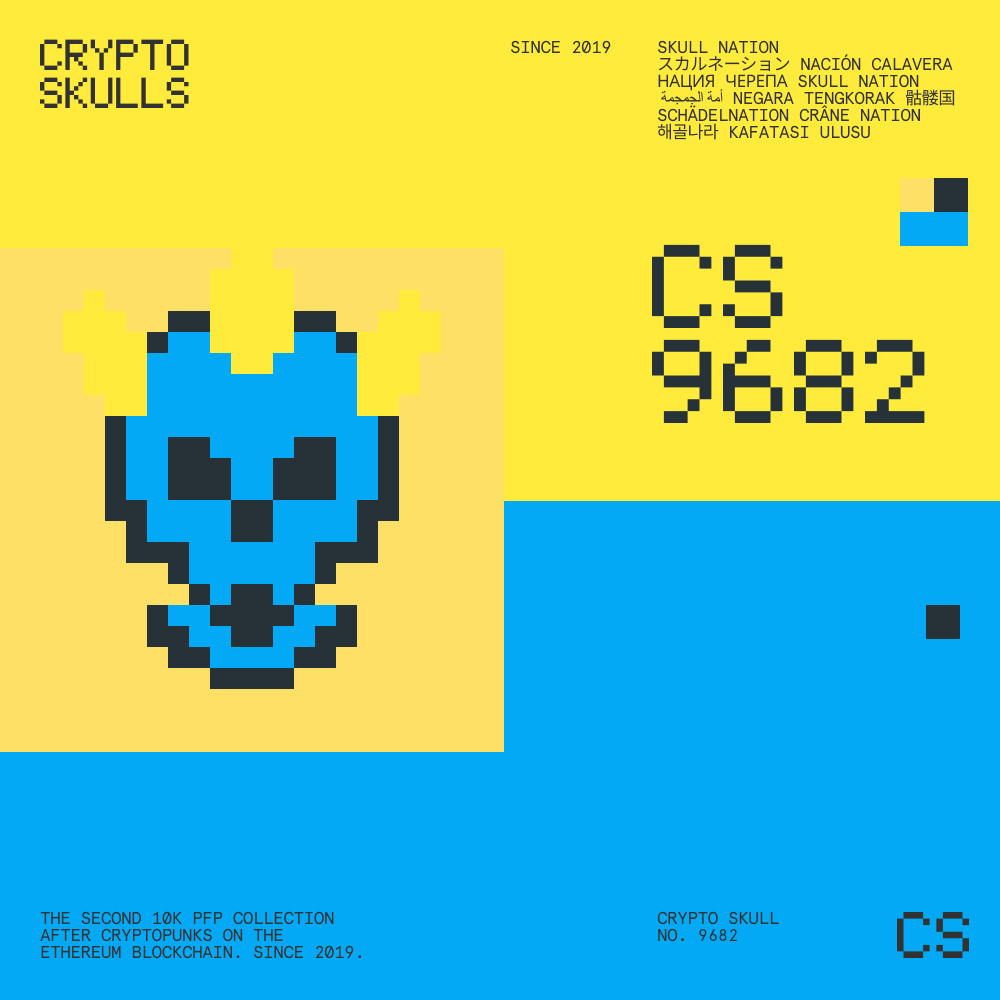 CRYPTO
SKULLS
SINCE 2019
SKULL NATION
スカルネーション NACIÓN CALAVERA
НАЦИЯ ЧЕРЕПА SKULL NATION
أمة الجمجمة NEGARA TENGKORAK 骷髅国
SCHÄDELNATION CRÂNE NATION
해골나라 KAFATASI ULUSU
CS
9682
THE SECOND 10K PFP COLLECTION
AFTER CRYPTOPUNKS ON THE
ETHEREUM BLOCKCHAIN. SINCE 2019.
CRYPTO SKULL
NO. 9682
CS